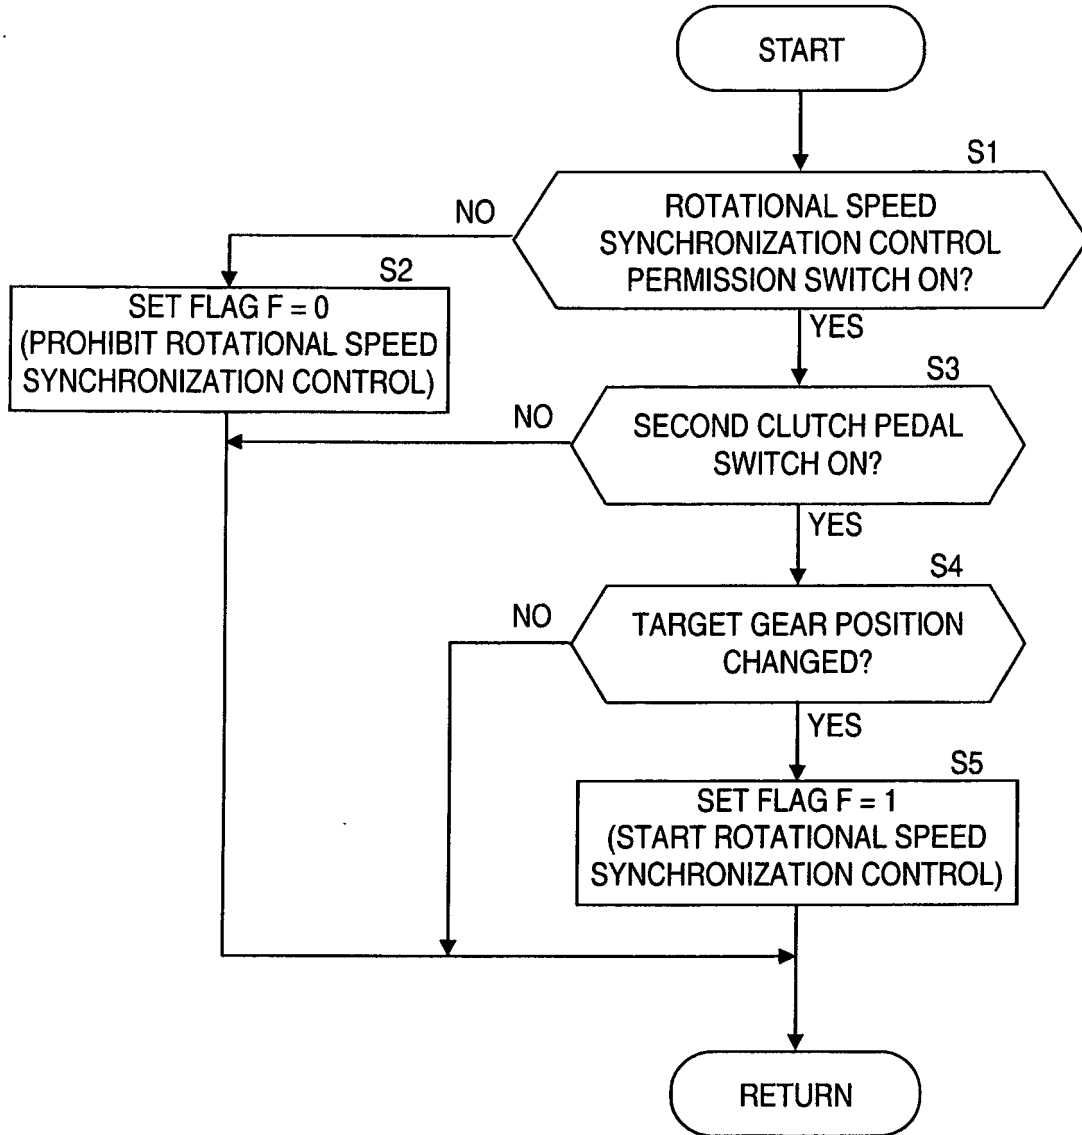 START
S1
ROTATIONAL SPEED
SYNCHRONIZATION CONTROL
PERMISSION SWITCH ON?
NO
YES
S2
SET FLAG F = 0
(PROHIBIT ROTATIONAL SPEED
SYNCHRONIZATION CONTROL)
S3
SECOND CLUTCH PEDAL
SWITCH ON?
NO
YES
S4
TARGET GEAR POSITION
CHANGED?
NO
YES
S5
SET FLAG F = 1
(START ROTATIONAL SPEED
SYNCHRONIZATION CONTROL)
RETURN